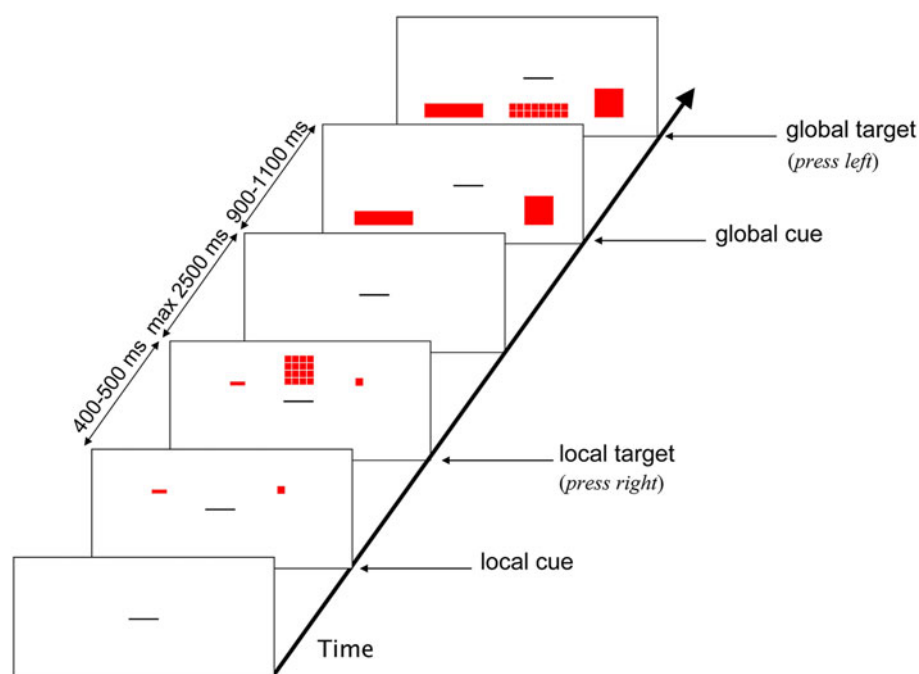 900-1100 ms
max 2500 ms
400-500 ms
global target
(press left)
global cue
local target
(press right)
local cue
Time